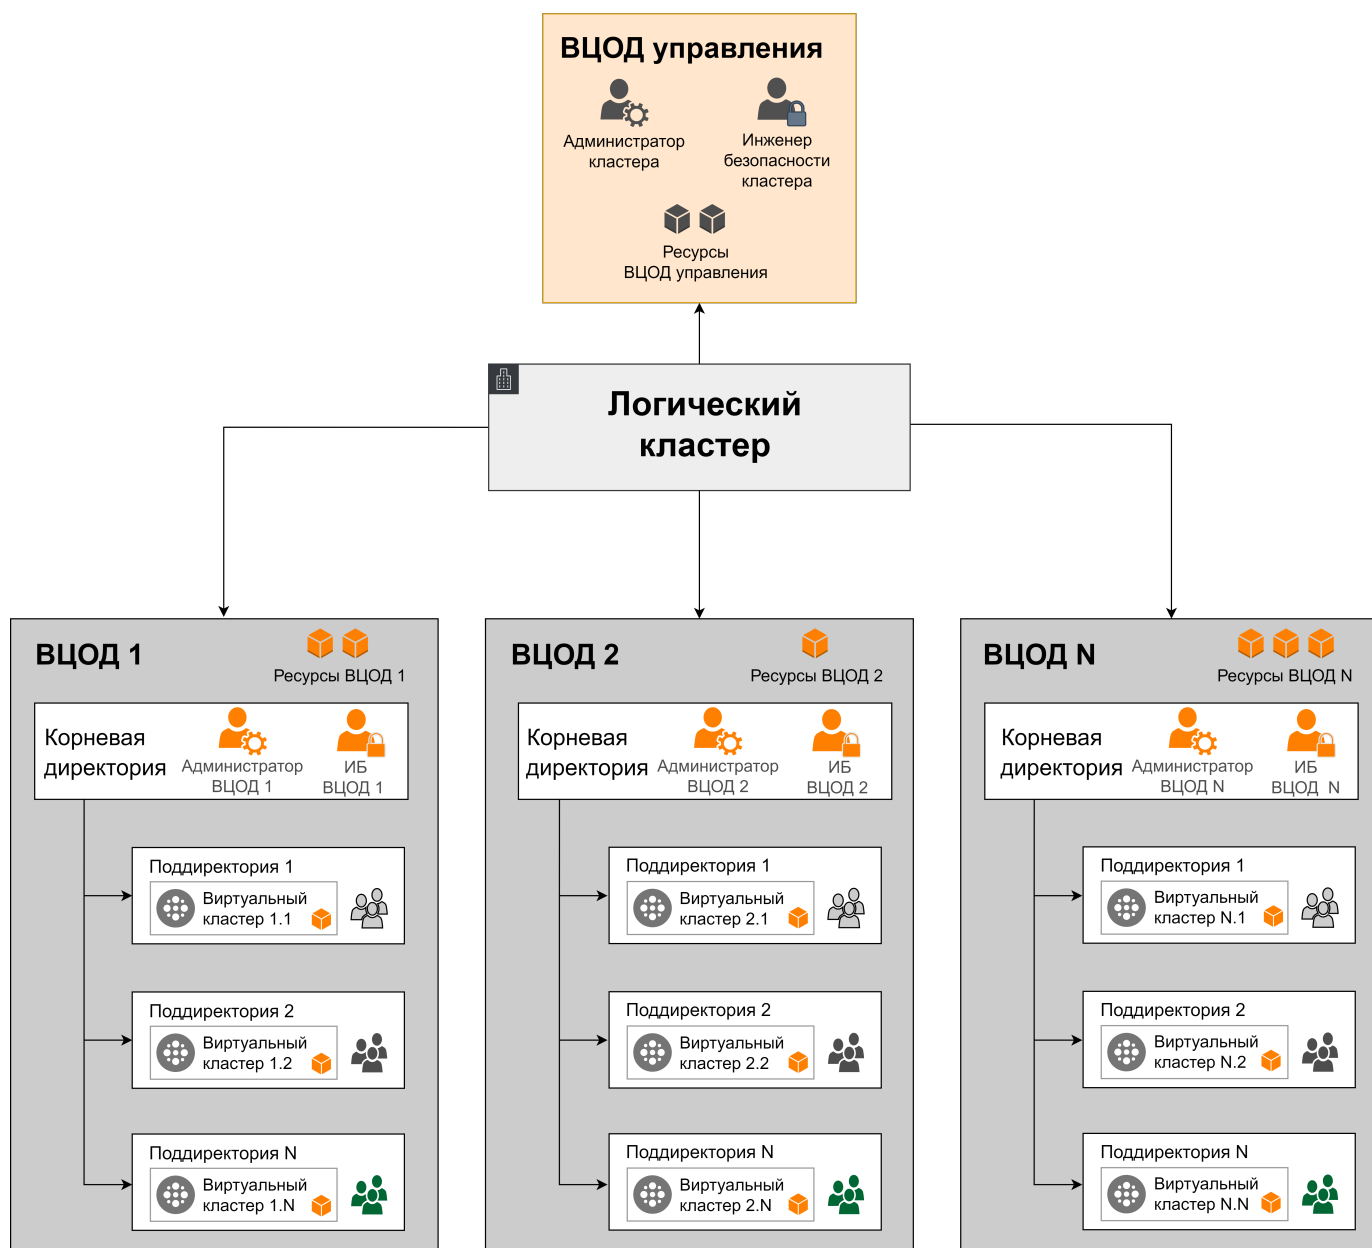 ВЦОД управления
Администратор
кластера
Инженер
безопасности
кластера
Ресурсы
ВЦОД управления
Логический
кластер
ВЦОД 1
Ресурсы ВЦОД 1
Корневая
директория
Администратор
ВЦОД 1
ИБ
ВЦОД 1
Поддиректория 1
Виртуальный
кластер 1.1
Поддиректория 2
Виртуальный
кластер 1.2
Поддиректория N
Виртуальный
кластер 1.N
ВЦОД 2
Ресурсы ВЦОД 2
Корневая
директория
Администратор
ВЦОД 2
ИБ
ВЦОД 2
Поддиректория 1
Виртуальный
кластер 2.1
Поддиректория 2
Виртуальный
кластер 2.2
Поддиректория N
Виртуальный
кластер 2.N
ВЦОД N
Ресурсы ВЦОД N
Корневая
директория
Администратор
ВЦОД N
ИБ
ВЦОД N
Поддиректория 1
Виртуальный
кластер N.1
Поддиректория 2
Виртуальный
кластер N.2
Поддиректория N
Виртуальный
кластер N.N